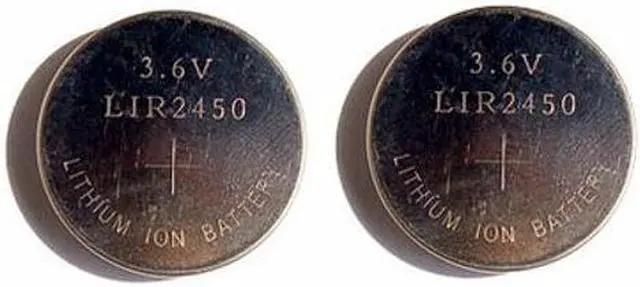 3.6V
LIR2450
+
LITHIUM ION BATTERY
3.6V
LIR2450
+
LITHIUM ION BATTERY